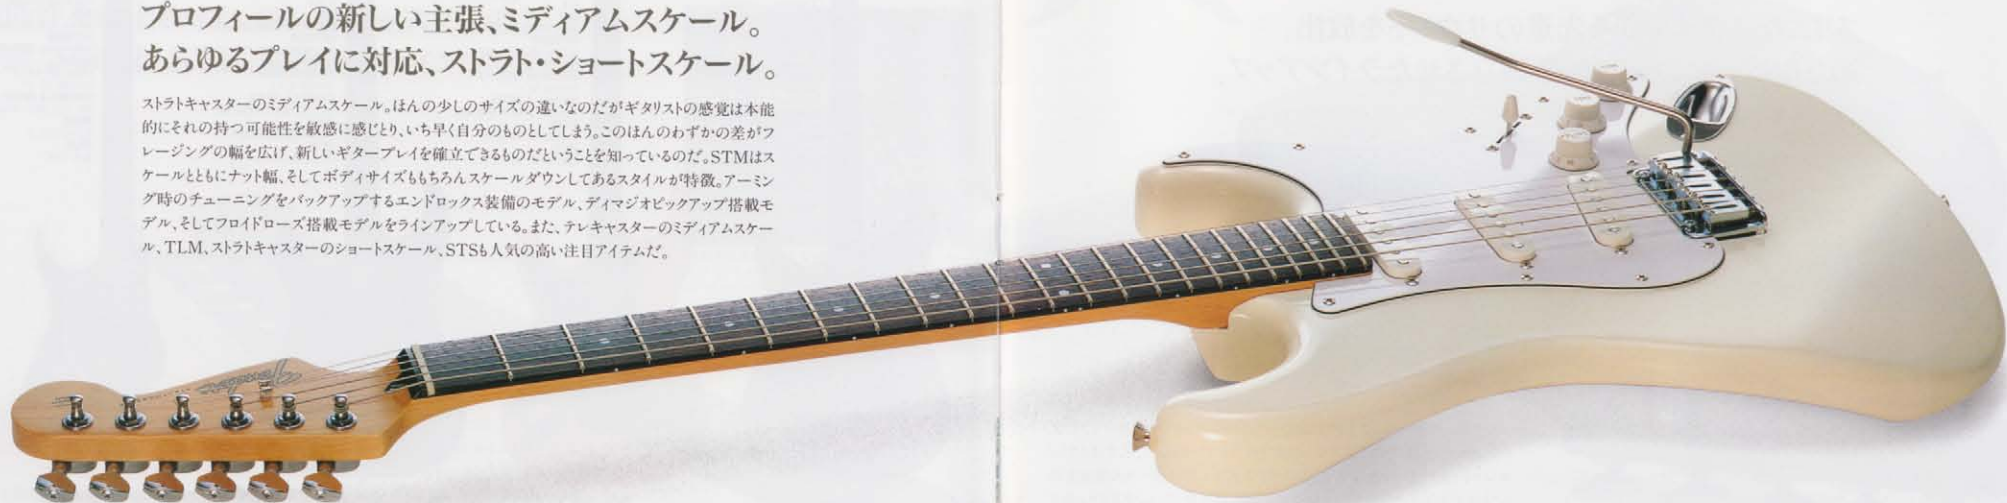 プロフィールの新しい主張、ミディアムスケール。
あらゆるプレイに対応、ストラト・ショートスケール。
ストラトキャスターのミディアムスケール。ほんの少しのサイズの違いなのだがギタリストの感覚は本能
的にそれの持つ可能性を敏感に感じとり、いち早く自分のものとしてしまう。このほんのわずかの差がフ
レージングの幅を広げ、新しいギタープレイを確立できるものだということを知っているのだ。STMはス
ケールとともにナット幅、そしてボディサイズももちろんスケールダウンしてあるスタイルが特徴。アーミン
グ時のチューニングをバックアップするエンドロックス装備のモデル、ディマジオピックアップ搭載モ
デル、そしてフロイドローズ搭載モデルをラインアップしている。また、テレキャスターのミディアムスケー
ル、TLM、ストラトキャスターのショートスケール、STSも人気の高い注目アイテムだ。
Fender